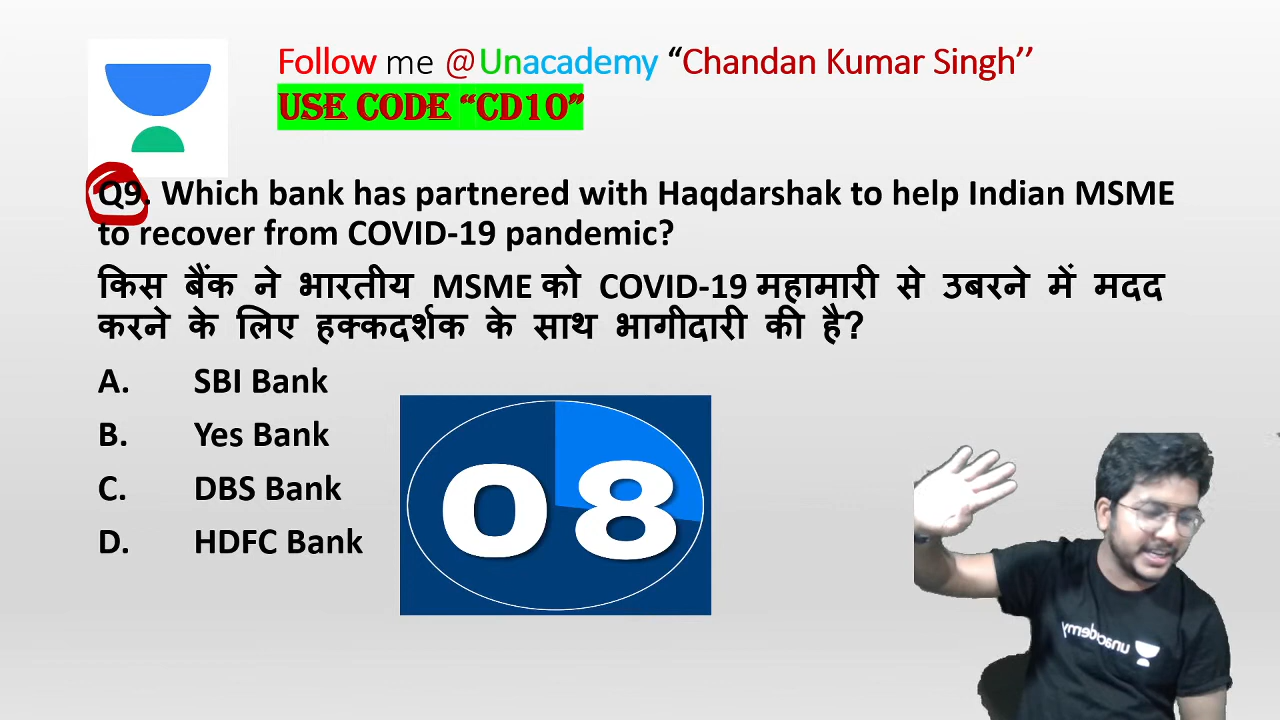 Follow me @Unacademy “Chandan Kumar Singh’’
USE CODE “CD10”
Q9. Which bank has partnered with Haqdarshak to help Indian MSME
to recover from COVID-19 pandemic?
किस बैंक ने भारतीय MSME को COVID-19 महामारी से उबरने में मदद
करने के लिए हक्कदर्शक के साथ भागीदारी की है?
A. SBI Bank
B. Yes Bank
C. DBS Bank
D. HDFC Bank
08
unacademy